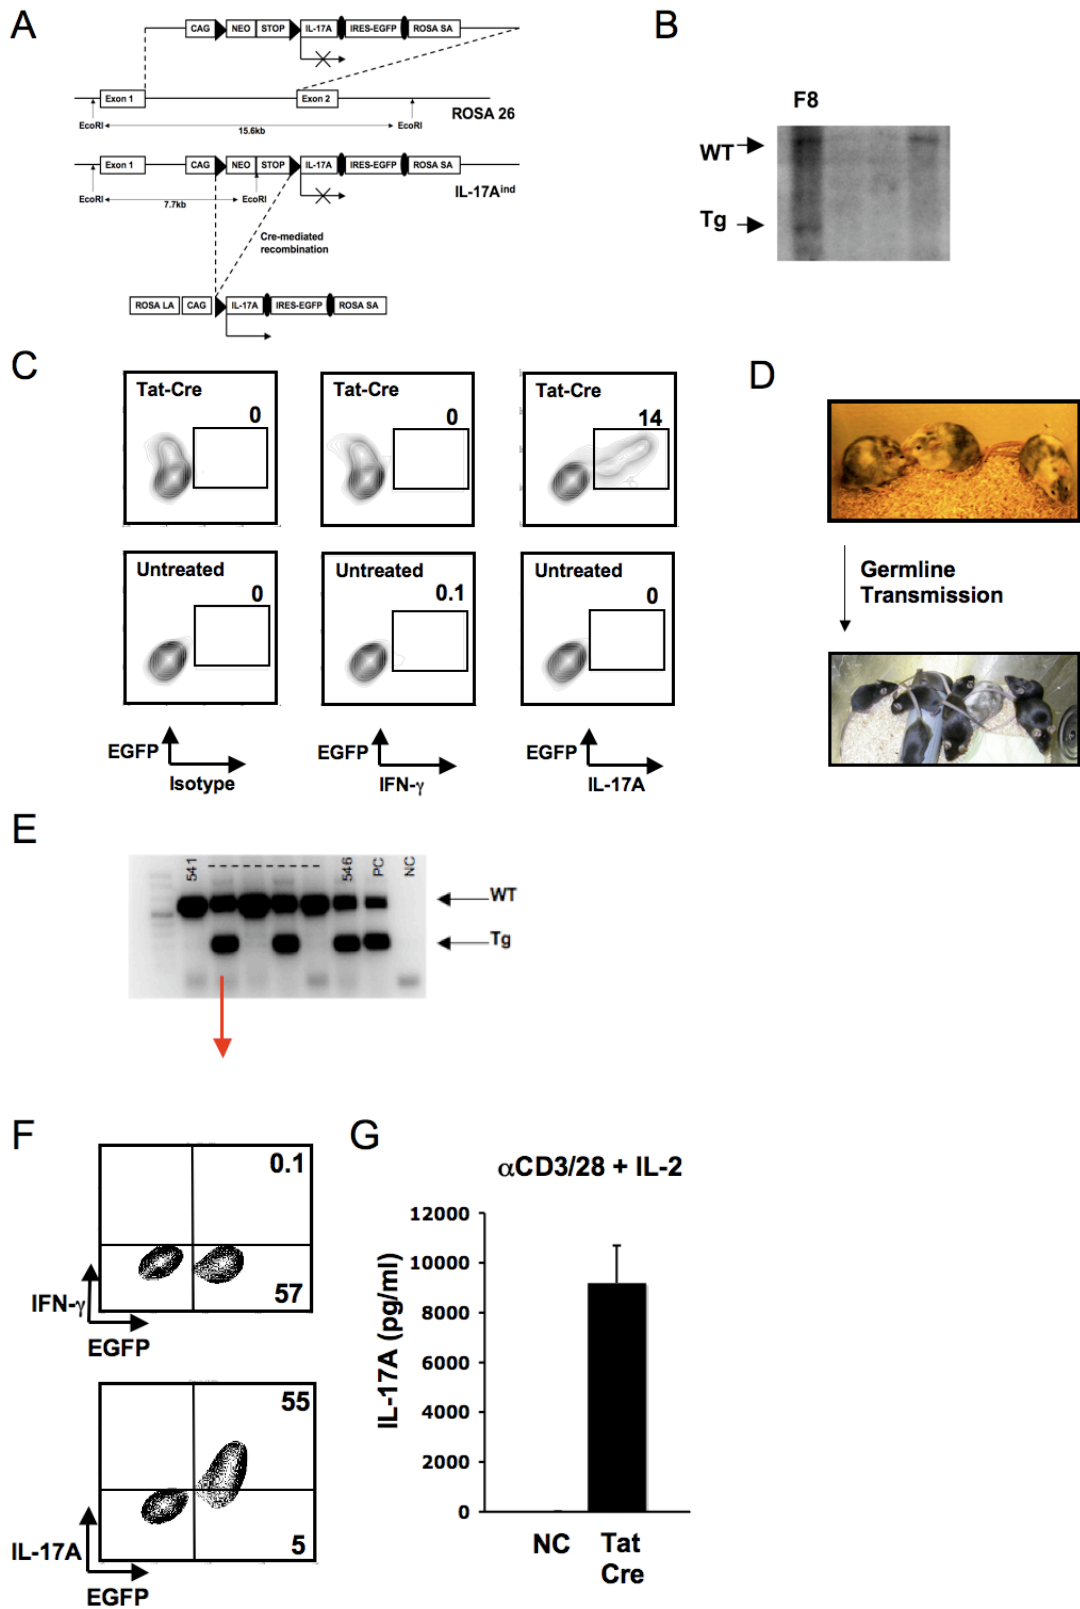 A
CAG NEO STOP IL-17A IRES-EGFP ROSA SA
Exon 1 Exon 2
ROSA 26
EcoRI EcoRI
15.6kb
Exon 1 CAG NEO STOP IL-17A IRES-EGFP ROSA SA
IL-17Aind
EcoRI EcoRI
7.7kb
Cre-mediated
recombination
ROSA LA CAG IL-17A IRES-EGFP ROSA SA
B
F8
WT
Tg
C
Tat-Cre
0
Tat-Cre
0
Tat-Cre
14
Untreated
0
Untreated
0.1
Untreated
0
EGFP
Isotype
EGFP
IFN-γ
EGFP
IL-17A
D
Germline
Transmission
E
541 546 PC NC
WT
Tg
F
0.1
57
IFN-γ
EGFP
55
5
IL-17A
EGFP
G
αCD3/28 + IL-2
12000
10000
8000
6000
4000
2000
0
IL-17A (pg/ml)
NC
Tat
Cre